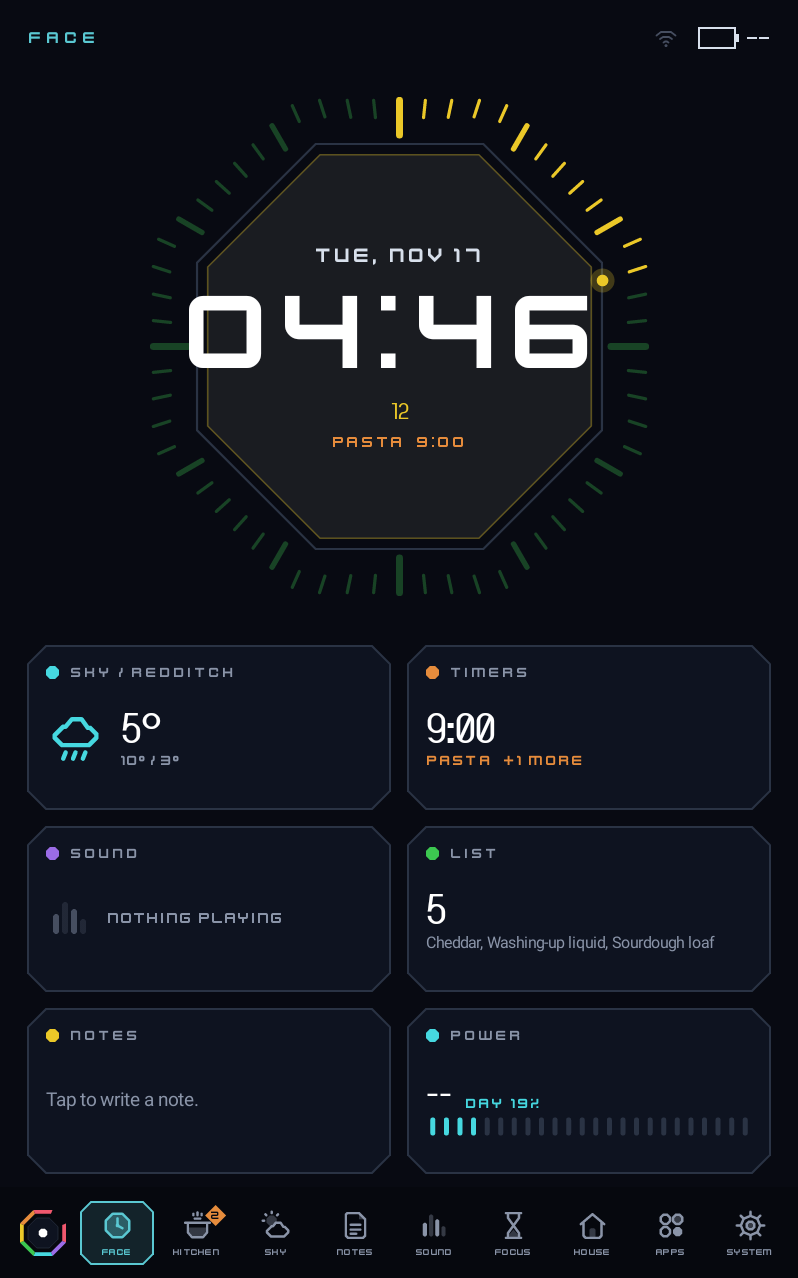 FACE
--
TUE, NOV 17
04:46
12
PASTA 9:00
SKY / REDDITCH
5°
10° / 3°
TIMERS
9:00
PASTA +1 MORE
SOUND
NOTHING PLAYING
LIST
5
Cheddar, Washing-up liquid, Sourdough loaf
NOTES
Tap to write a note.
POWER
-- DAY 19%
2
FACE KITCHEN SKY NOTES SOUND FOCUS HOUSE APPS SYSTEM